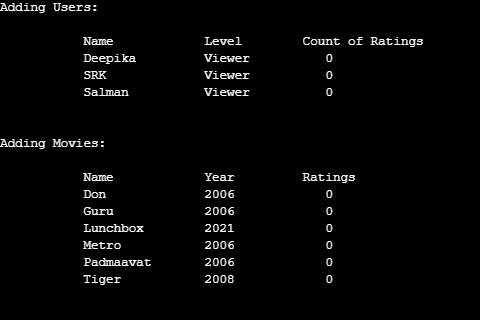 Adding Users:
Name Level Count of Ratings
Deepika Viewer 0
SRK Viewer 0
Salman Viewer 0
Adding Movies:
Name Year Ratings
Don 2006 0
Guru 2006 0
Lunchbox 2021 0
Metro 2006 0
Padmaavat 2006 0
Tiger 2008 0